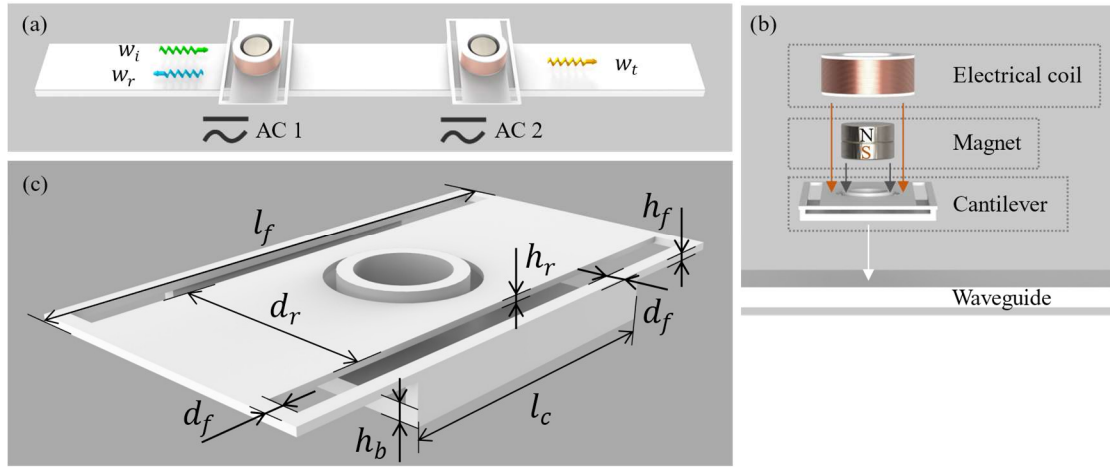 (a)
w_i
w_r
w_t
AC 1
AC 2
(b)
Electrical coil
N
Magnet
S
Cantilever
Waveguide
(c)
l_f
h_f
h_r
d_r
d_f
d_f
l_c
h_b